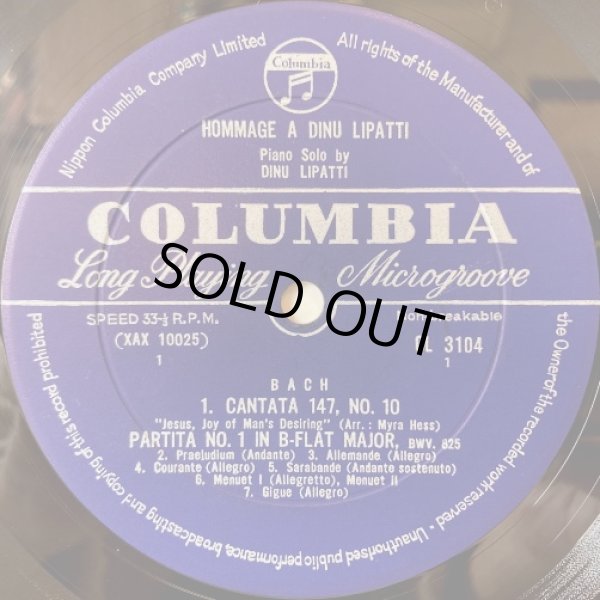 Nippon Columbia Company Limited
All rights of the Manufacturer and of
the Owner of the recorded work reserved - Unauthorised public performance, broadcasting and copying of this record prohibited
Columbia
HOMMAGE A DINU LIPATTI
Piano Solo by
DINU LIPATTI
COLUMBIA
Long Playing Microgroove
SOLD OUT
SPEED 33-⅓ R.P.M.
(XAX 10025) 3104
1 1
BACH
1. CANTATA 147, NO. 10
"Jesus, Joy of Man's Desiring" (Arr.: Myra Hess)
PARTITA NO. 1 IN B-FLAT MAJOR, BWV. 825
2. Praeludium (Andante) 3. Allemande (Allegro)
4. Courante (Allegro) 5. Sarabande (Andante sostenuto)
6. Menuet I (Allegretto), Menuet II
7. Gigue (Allegro)